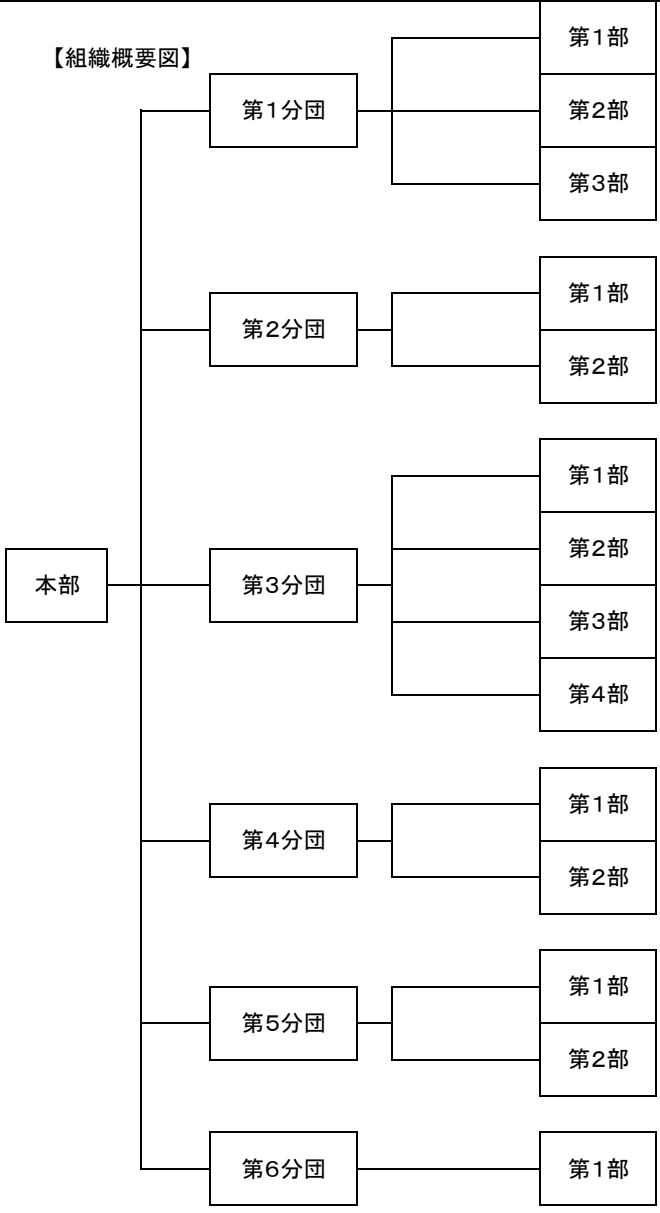 【組織概要図】
第1部
第1分団
第2部
第3部
第1部
第2分団
第2部
第1部
第2部
本部
第3分団
第3部
第4部
第1部
第4分団
第2部
第1部
第5分団
第2部
第6分団
第1部